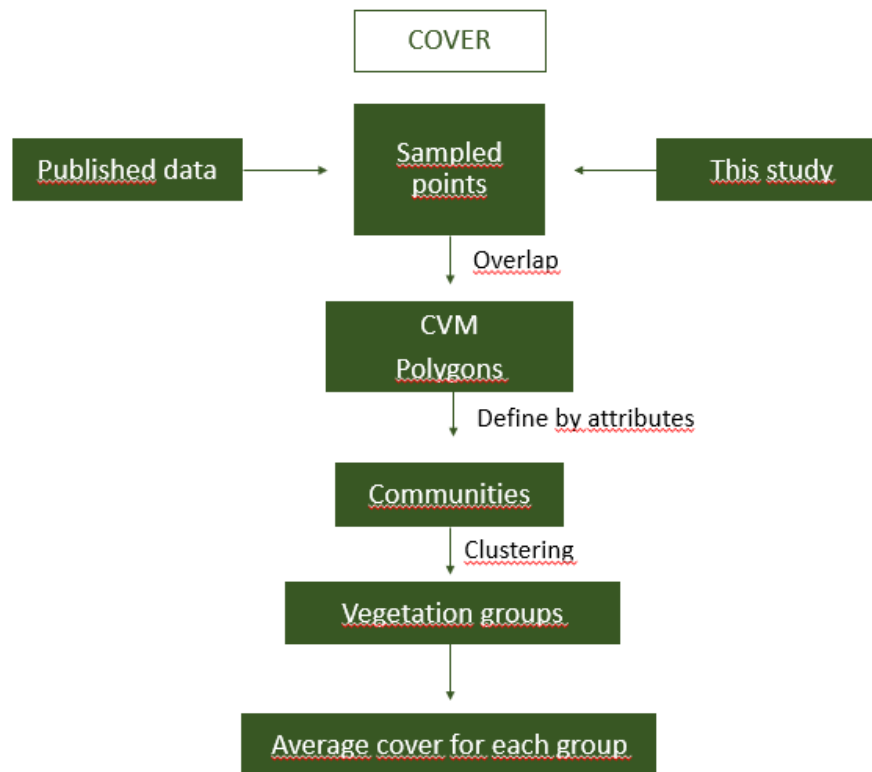 COVER
Published data
Sampled
points
This study
Overlap
CVM
Polygons
Define by attributes
Communities
Clustering
Vegetation groups
Average cover for each group